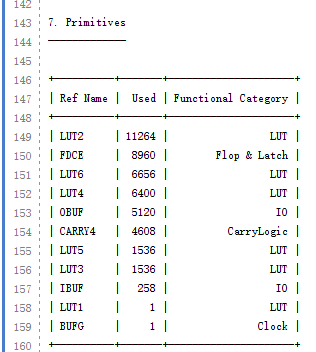 142
143 7. Primitives
144 -------------
145
146 +----------+-------+---------------------+
147 | Ref Name | Used | Functional Category |
148 +----------+-------+---------------------+
149 | LUT2 | 11264 | LUT |
150 | FDCE | 8960 | Flop & Latch |
151 | LUT6 | 6656 | LUT |
152 | LUT4 | 6400 | LUT |
153 | OBUF | 5120 | IO |
154 | CARRY4 | 4608 | CarryLogic |
155 | LUT5 | 1536 | LUT |
156 | LUT3 | 1536 | LUT |
157 | IBUF | 258 | IO |
158 | LUT1 | 1 | LUT |
159 | BUFG | 1 | Clock |
160 +----------+-------+---------------------+